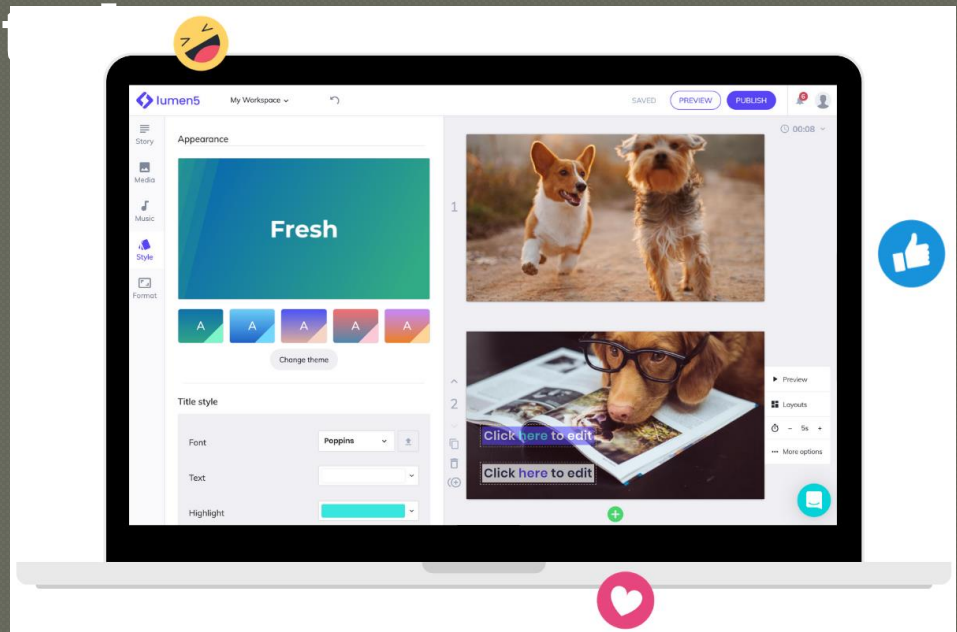 lumen5 My Workspace SAVED PREVIEW PUBLISH 6
Story
Media
Music
Style
Format
Appearance
Fresh
A A A A A
Change theme
Title style
Font Poppins
Text
Highlight
00:08
1
2
Click here to edit
Click here to edit
Preview
Layouts
- 5s +
More options